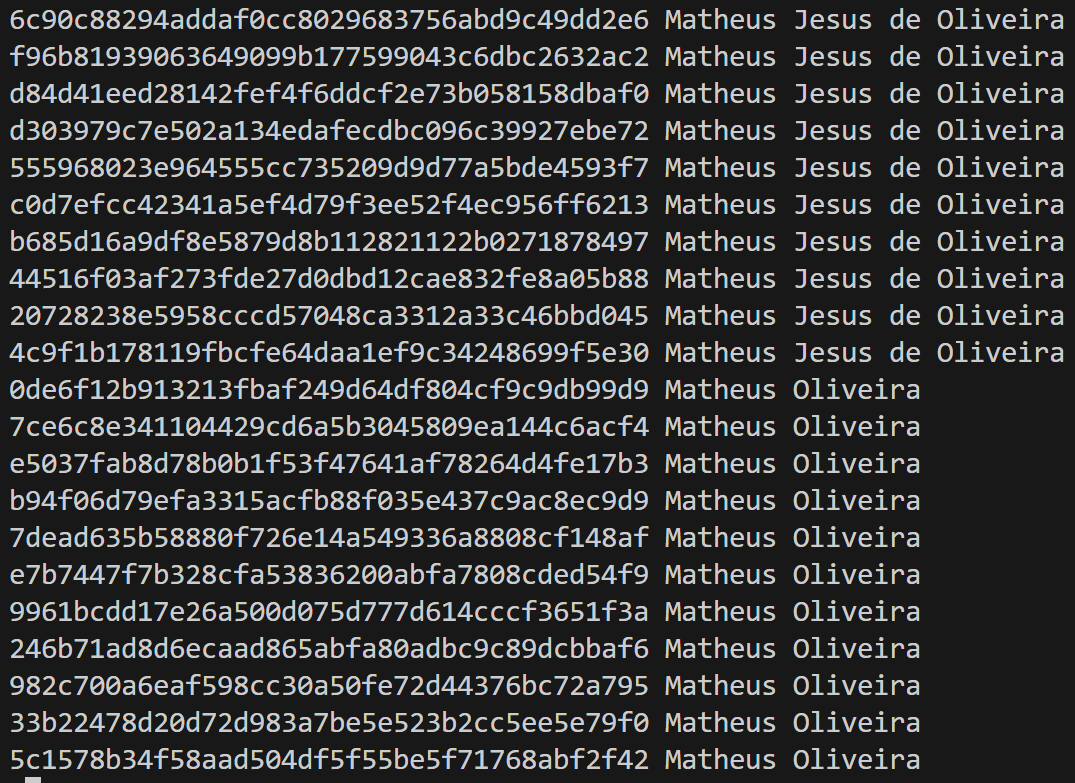 6c90c88294addaf0cc8029683756abd9c49dd2e6 Matheus Jesus de Oliveira
f96b81939063649099b177599043c6dbc2632ac2 Matheus Jesus de Oliveira
d84d41eed28142fef4f6ddcf2e73b058158dbaf0 Matheus Jesus de Oliveira
d303979c7e502a134edafecdbc096c39927ebe72 Matheus Jesus de Oliveira
555968023e964555cc735209d9d77a5bde4593f7 Matheus Jesus de Oliveira
c0d7efcc42341a5ef4d79f3ee52f4ec956ff6213 Matheus Jesus de Oliveira
b685d16a9df8e5879d8b112821122b0271878497 Matheus Jesus de Oliveira
44516f03af273fde27d0dbd12cae832fe8a05b88 Matheus Jesus de Oliveira
20728238e5958cccd57048ca3312a33c46bbd045 Matheus Jesus de Oliveira
4c9f1b178119fbcfe64daa1ef9c34248699f5e30 Matheus Jesus de Oliveira
0de6f12b913213fbaf249d64df804cf9c9db99d9 Matheus Oliveira
7ce6c8e341104429cd6a5b3045809ea144c6acf4 Matheus Oliveira
e5037fab8d78b0b1f53f47641af78264d4fe17b3 Matheus Oliveira
b94f06d79efa3315acfb88f035e437c9ac8ec9d9 Matheus Oliveira
7dead635b58880f726e14a549336a8808cf148af Matheus Oliveira
e7b7447f7b328cfa53836200abfa7808cded54f9 Matheus Oliveira
9961bcdd17e26a500d075d777d614cccf3651f3a Matheus Oliveira
246b71ad8d6ecaad865abfa80adbc9c89dcbbaf6 Matheus Oliveira
982c700a6eaf598cc30a50fe72d44376bc72a795 Matheus Oliveira
33b22478d20d72d983a7be5e523b2cc5ee5e79f0 Matheus Oliveira
5c1578b34f58aad504df5f55be5f71768abf2f42 Matheus Oliveira